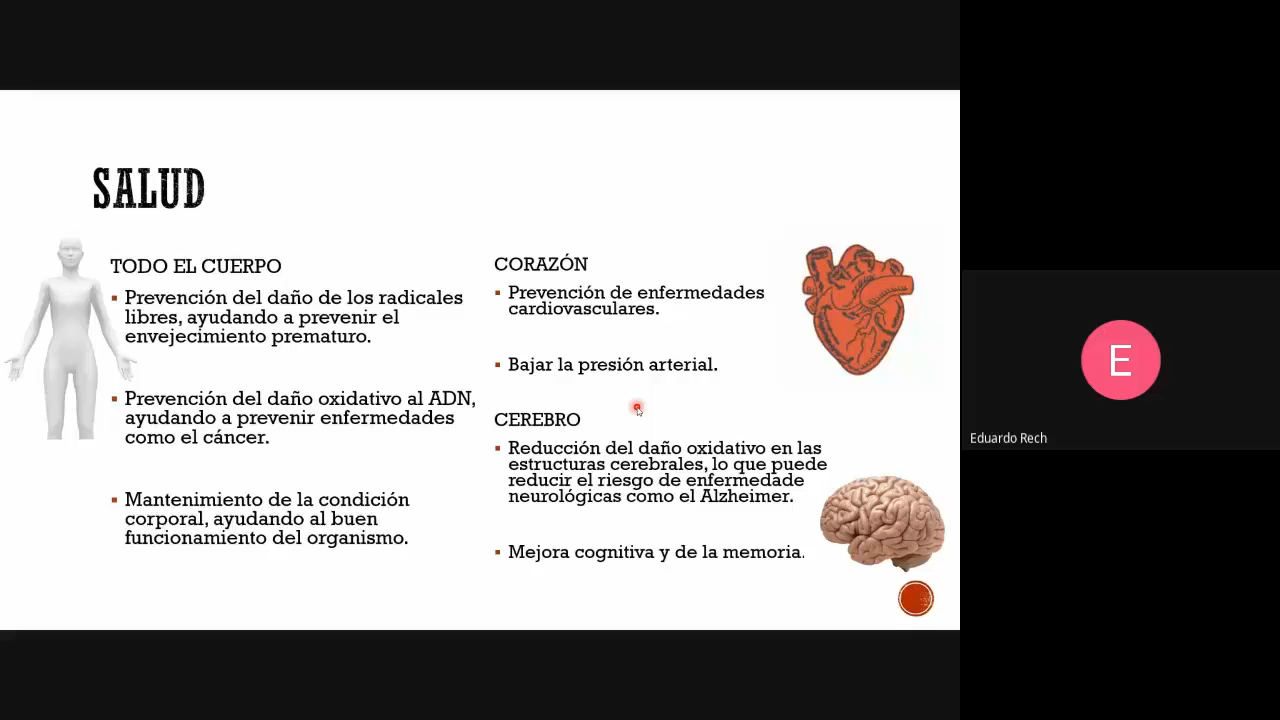 SALUD
TODO EL CUERPO
▪ Prevención del daño de los radicales
libres, ayudando a prevenir el
envejecimiento prematuro.
▪ Prevención del daño oxidativo al ADN,
ayudando a prevenir enfermedades
como el cáncer.
▪ Mantenimiento de la condición
corporal, ayudando al buen
funcionamiento del organismo.
CORAZÓN
▪ Prevención de enfermedades
cardiovasculares.
▪ Bajar la presión arterial.
CEREBRO
▪ Reducción del daño oxidativo en las
estructuras cerebrales, lo que puede
reducir el riesgo de enfermedade
neurológicas como el Alzheimer.
▪ Mejora cognitiva y de la memoria.
E
Eduardo Rech